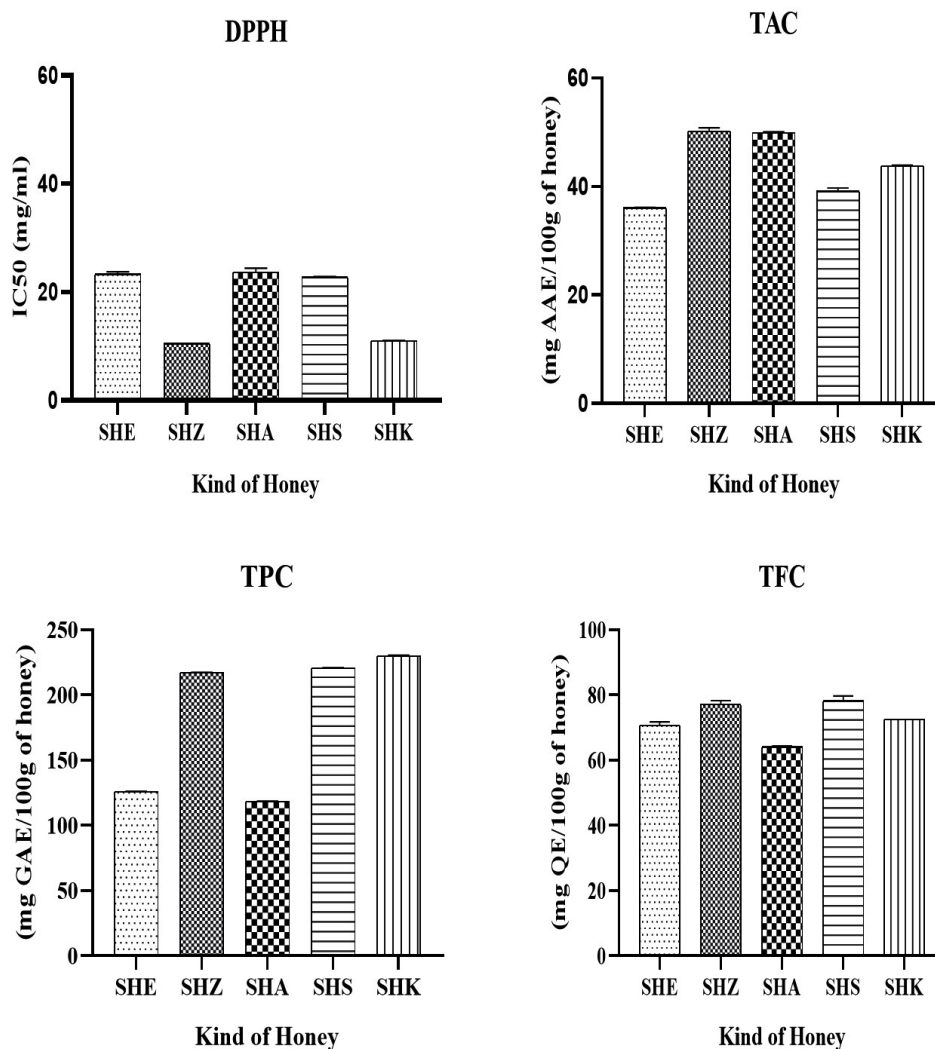 DPPH
IC50 (mg/ml)
60
40
20
0
SHE SHZ SHA SHS SHK
Kind of Honey
TAC
(mg AAE/100g of honey)
60
40
20
0
SHE SHZ SHA SHS SHK
Kind of Honey
TPC
(mg GAE/100g of honey)
250
200
150
100
50
0
SHE SHZ SHA SHS SHK
Kind of Honey
TFC
(mg QE/100g of honey)
100
80
60
40
20
0
SHE SHZ SHA SHS SHK
Kind of Honey